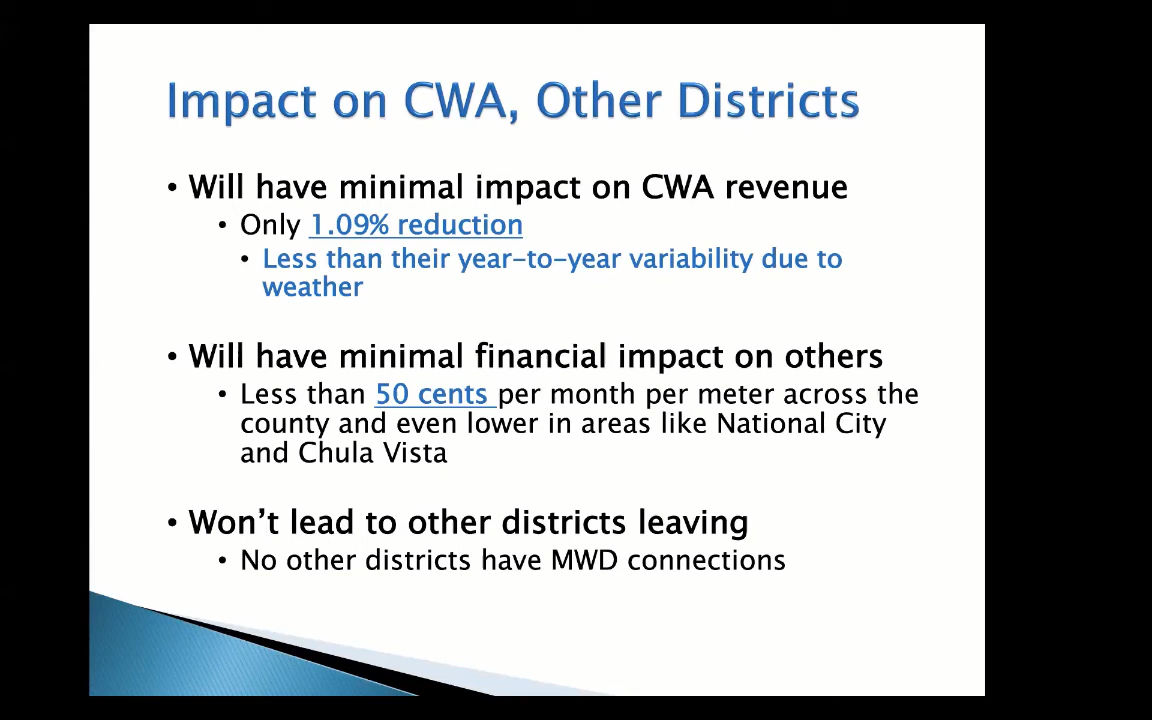 Impact on CWA, Other Districts
• Will have minimal impact on CWA revenue
• Only 1.09% reduction
• Less than their year-to-year variability due to
weather
• Will have minimal financial impact on others
• Less than 50 cents per month per meter across the
county and even lower in areas like National City
and Chula Vista
• Won't lead to other districts leaving
• No other districts have MWD connections